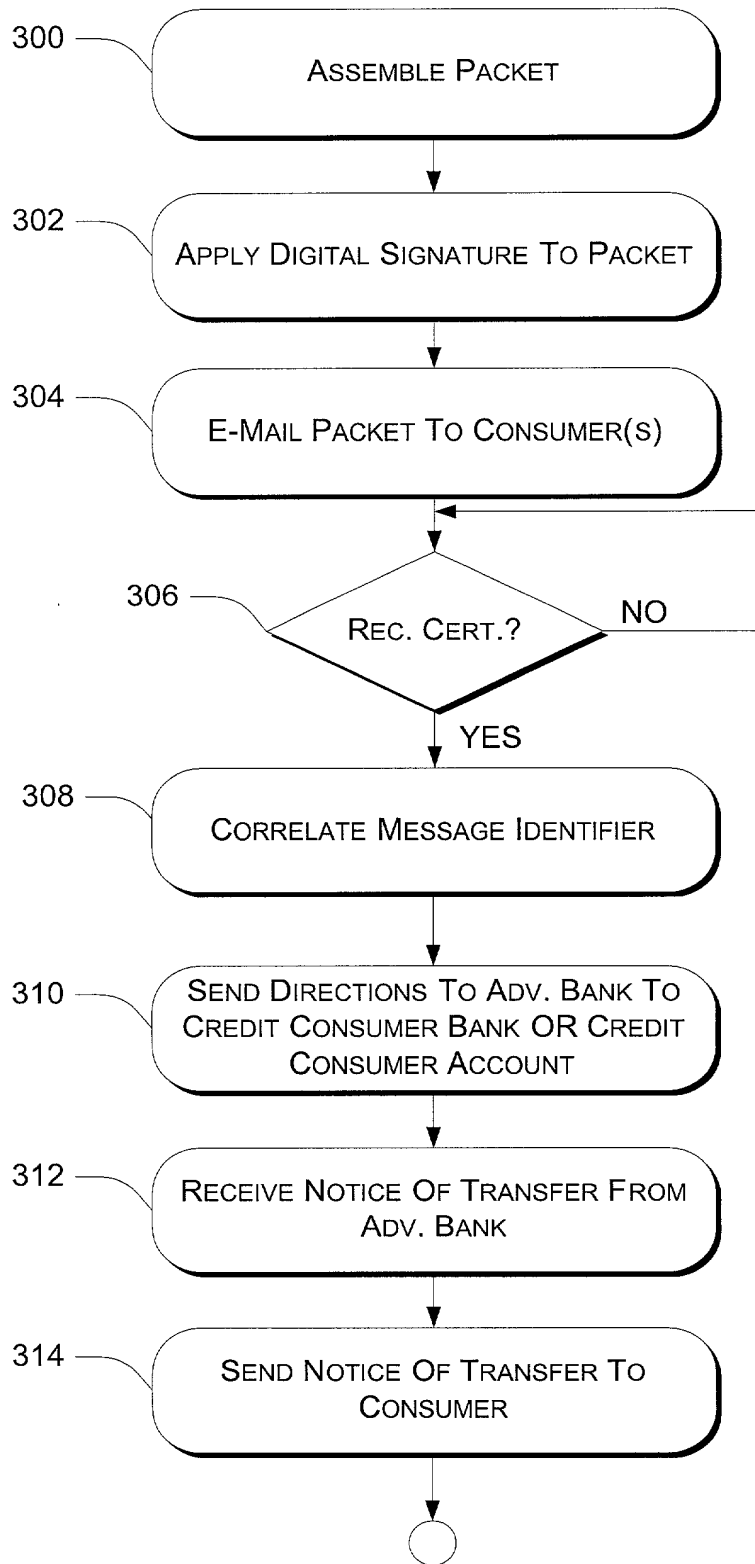 300
ASSEMBLE PACKET
302
APPLY DIGITAL SIGNATURE TO PACKET
304
E-MAIL PACKET TO CONSUMER(S)
306
REC. CERT.?
NO
YES
308
CORRELATE MESSAGE IDENTIFIER
310
SEND DIRECTIONS TO ADV. BANK TO
CREDIT CONSUMER BANK OR CREDIT
CONSUMER ACCOUNT
312
RECEIVE NOTICE OF TRANSFER FROM
ADV. BANK
314
SEND NOTICE OF TRANSFER TO
CONSUMER